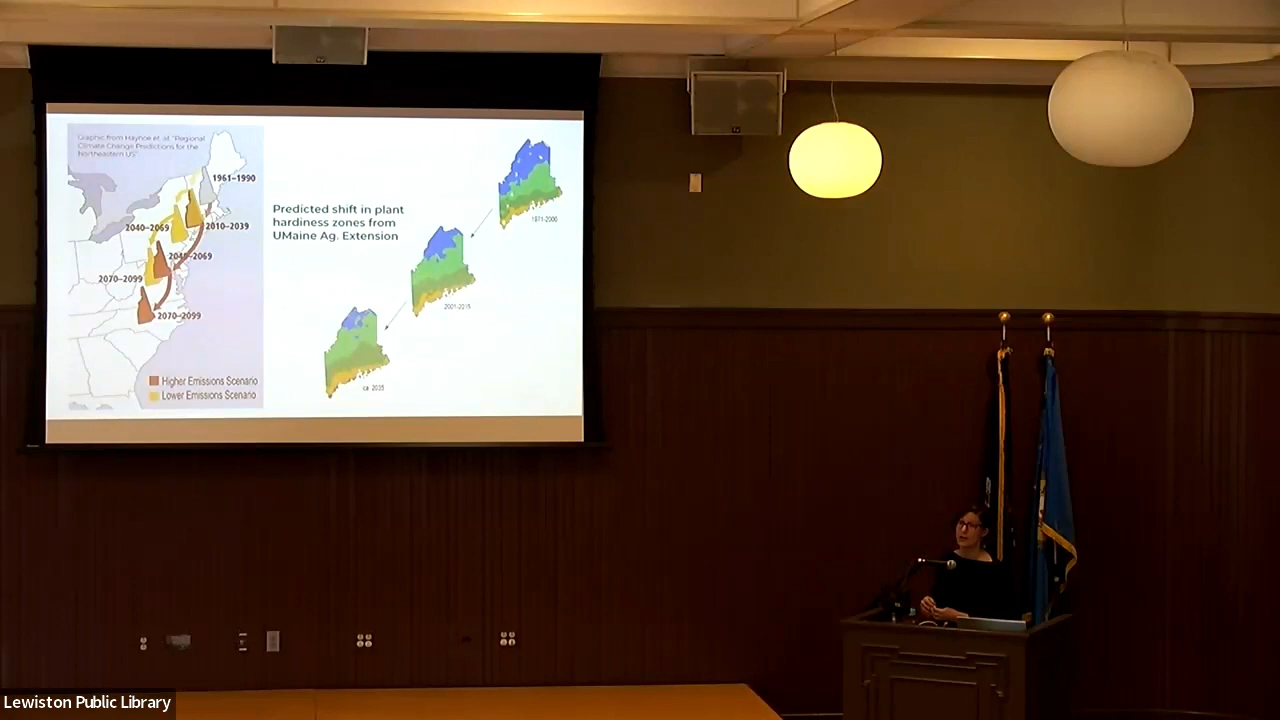 Graphic from Hayhoe et. al. "Regional
Climate Change Predictions for the
Northeastern US"
1961–1990
2010–2039
2040–2069
2040–2069
2070–2099
2070–2099
Higher Emissions Scenario
Lower Emissions Scenario
Predicted shift in plant
hardiness zones from
UMaine Ag. Extension
1971-2000
2001-2015
ca. 2035
Lewiston Public Library